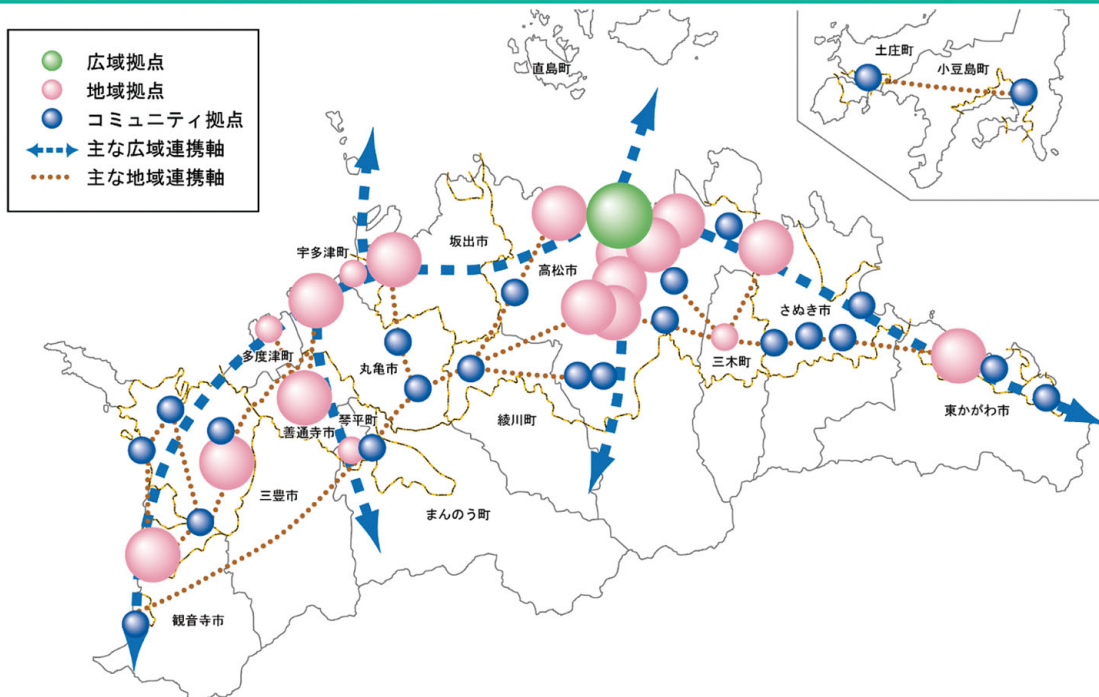 広域拠点
地域拠点
コミュニティ拠点
主な広域連携軸
主な地域連携軸
直島町
土庄町
小豆島町
宇多津町
坂出市
高松市
さぬき市
多度津町
丸亀市
三木町
善通寺市
琴平町
綾川町
東かがわ市
三豊市
まんのう町
観音寺市